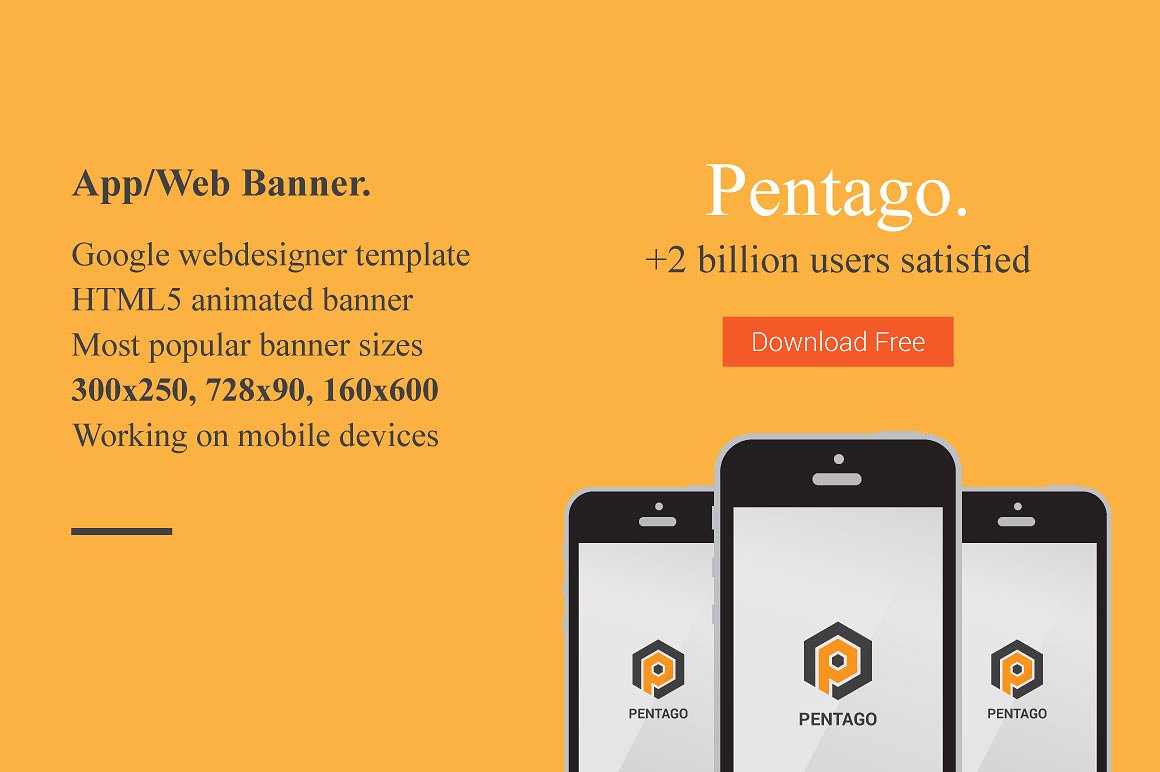 App/Web Banner.
Google webdesigner template
HTML5 animated banner
Most popular banner sizes
300x250, 728x90, 160x600
Working on mobile devices
Pentago.
+2 billion users satisfied
Download Free
PENTAGO
PENTAGO
PENTAGO